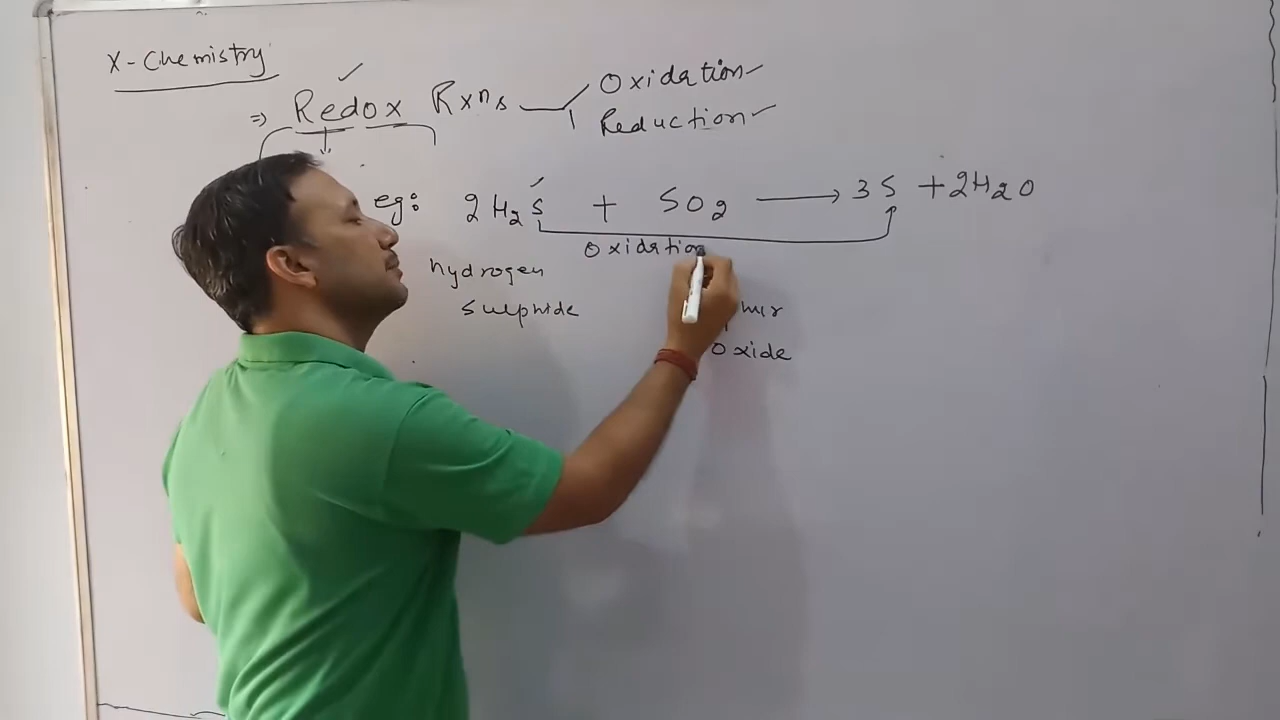 X- Chemistry
⇒ Redox Rxns
Oxidation
Reduction
eg: 2H₂S + SO₂ ⟶ 3S + 2H₂O
Oxidation
hydrogen
sulphide
oxide